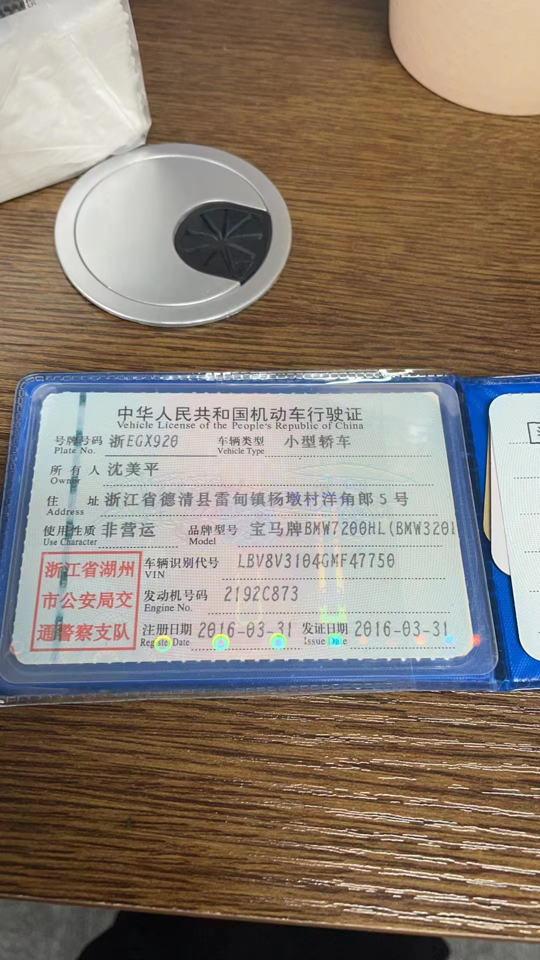 中华人民共和国机动车行驶证
Vehicle License of the People's Republic of China
号牌号码 浙EGX920 车辆类型 小型轿车
Plate No. Vehicle Type
所有人 沈美平
Owner
住址 浙江省德清县雷甸镇杨墩村洋角郎5号
Address
使用性质 非营运 品牌型号 宝马牌BMW7200HL(BMW320i
Use Character Model
浙江省湖州
市公安局交
通警察支队
车辆识别代号 LBV8V3104GMF47750
VIN
发动机号码 2192C873
Engine No.
注册日期 2016-03-31 发证日期 2016-03-31
Register Date Issue Date